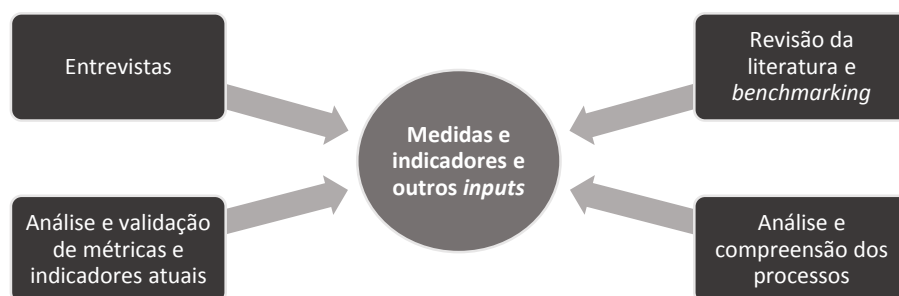 Entrevistas
Revisão da
literatura e
benchmarking
Medidas e
indicadores e
outros inputs
Análise e validação
de métricas e
indicadores atuais
Análise e
compreensão dos
processos